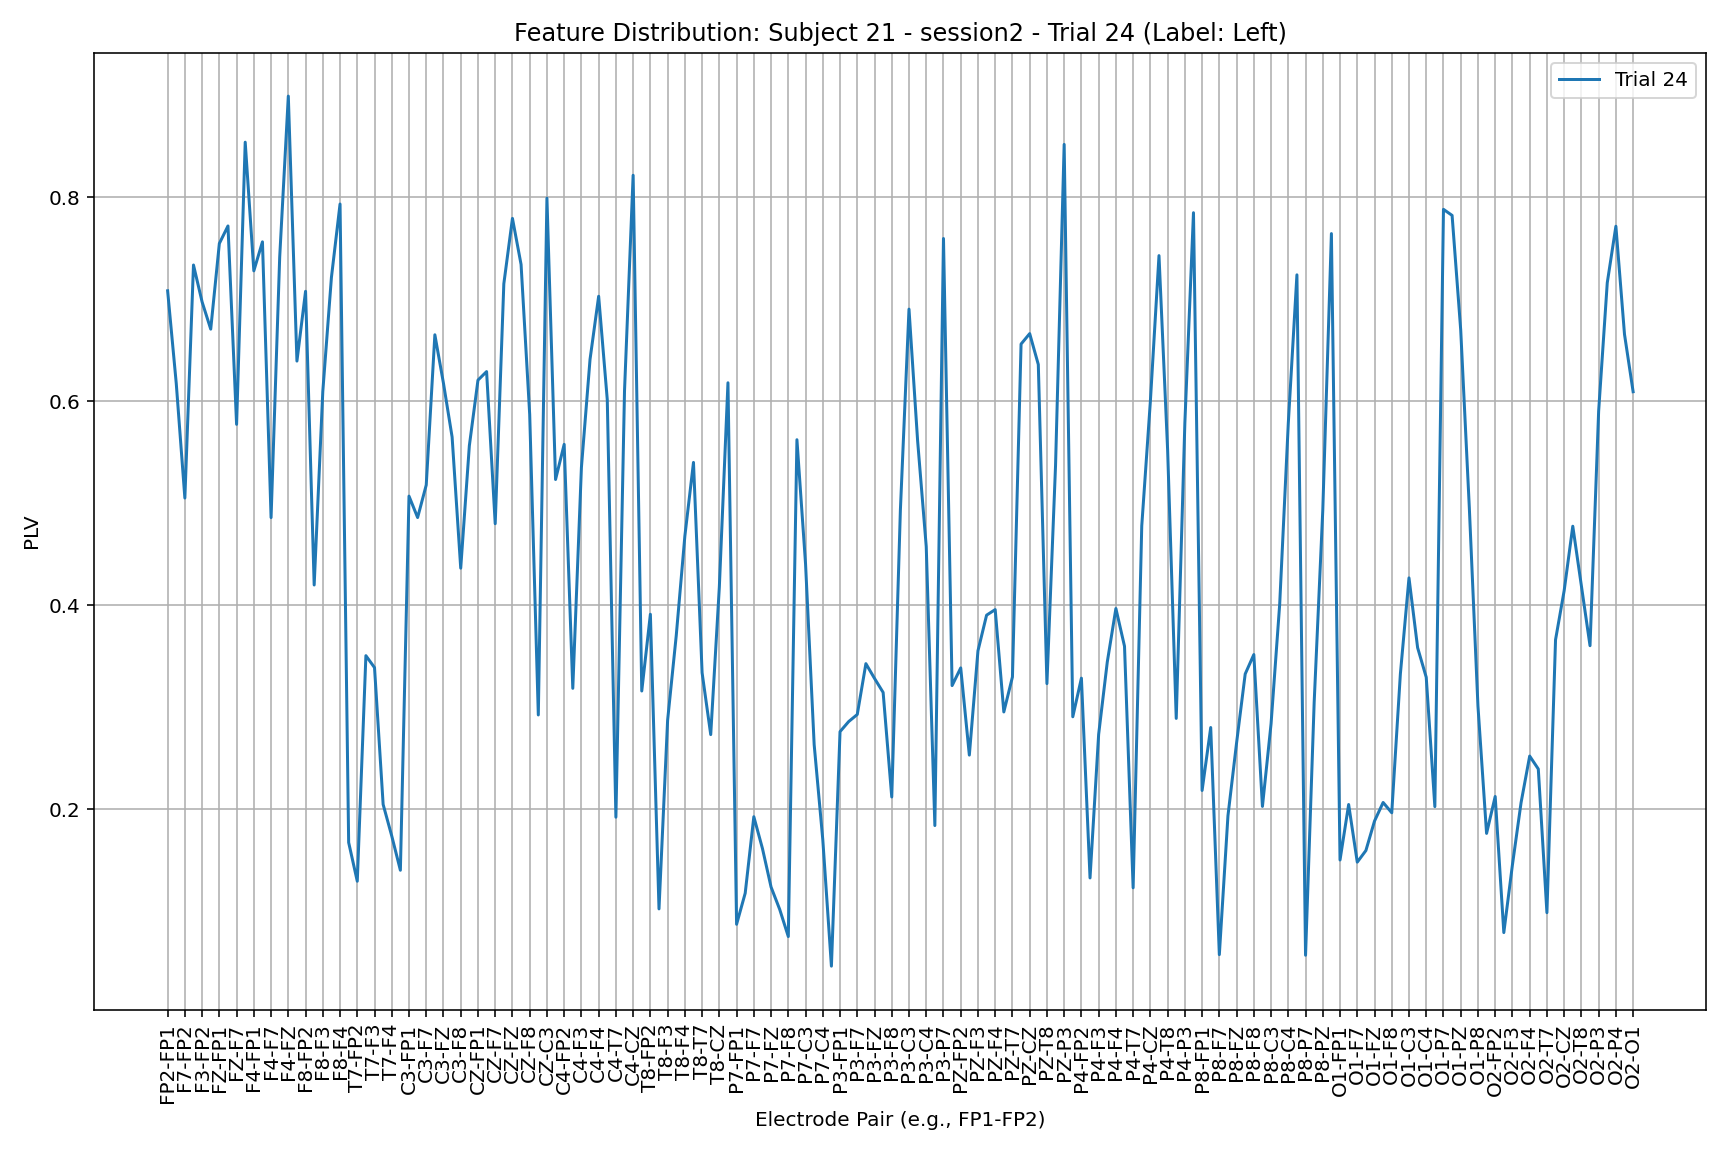 Feature Distribution: Subject 21 - session2 - Trial 24 (Label: Left)
Trial 24
PLV
0.8
0.6
0.4
0.2
FP2-FP1
F7-FP2
F3-FP2
FZ-FP1
FZ-F7
F4-FP1
F4-F7
F4-FZ
F8-FP2
F8-F3
F8-F4
T7-FP2
T7-F3
T7-F4
C3-FP1
C3-F7
C3-FZ
C3-F8
CZ-FP1
CZ-F7
CZ-FZ
CZ-F8
CZ-C3
C4-FP2
C4-F3
C4-F4
C4-T7
C4-CZ
T8-FP2
T8-F3
T8-F4
T8-T7
T8-CZ
P7-FP1
P7-F7
P7-FZ
P7-F8
P7-C3
P7-C4
P3-FP1
P3-F7
P3-FZ
P3-F8
P3-C3
P3-C4
P3-P7
PZ-FP2
PZ-F3
PZ-F4
PZ-T7
PZ-CZ
PZ-T8
PZ-P3
P4-FP2
P4-F3
P4-F4
P4-T7
P4-CZ
P4-T8
P4-P3
P8-FP1
P8-F7
P8-FZ
P8-F8
P8-C3
P8-C4
P8-P7
P8-PZ
O1-FP1
O1-F7
O1-FZ
O1-F8
O1-C3
O1-C4
O1-P7
O1-PZ
O1-P8
O2-FP2
O2-F3
O2-F4
O2-T7
O2-CZ
O2-T8
O2-P3
O2-P4
O2-O1
Electrode Pair (e.g., FP1-FP2)